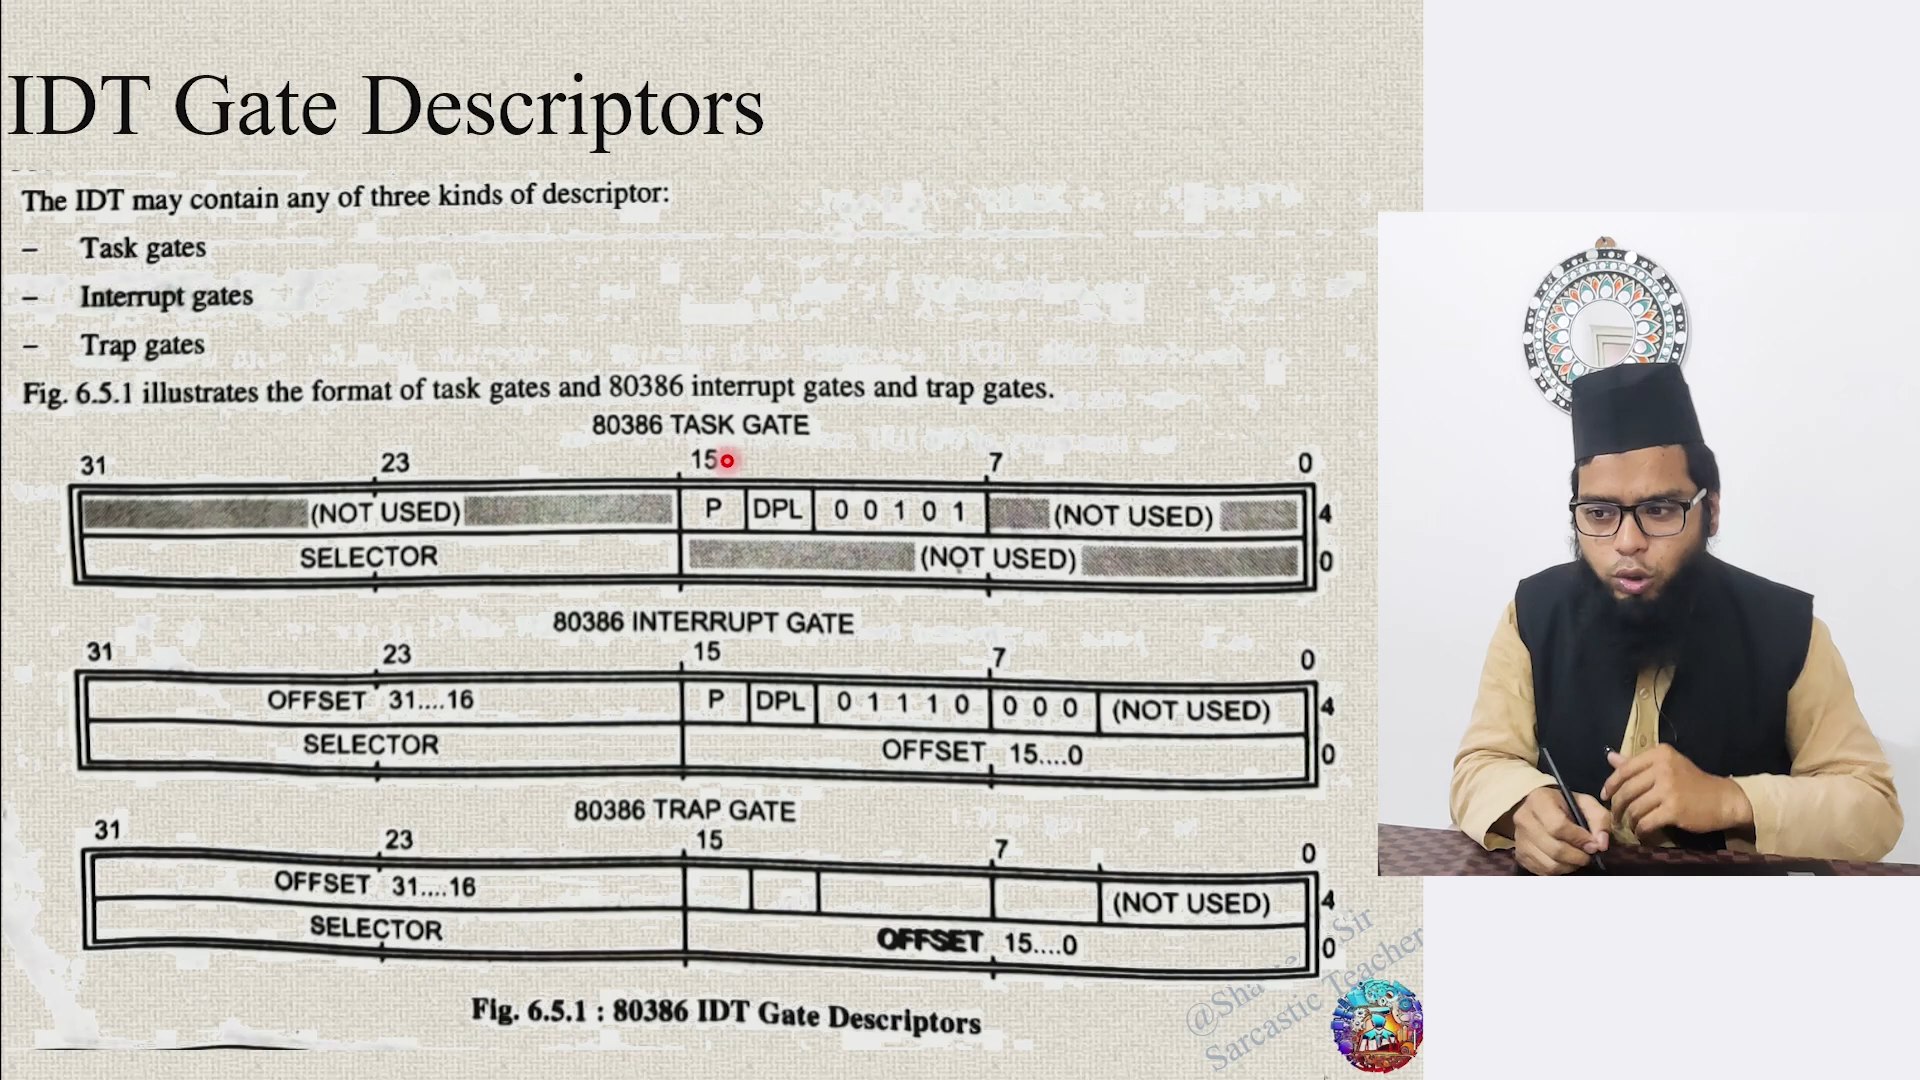 IDT Gate Descriptors
The IDT may contain any of three kinds of descriptor:
– Task gates
– Interrupt gates
– Trap gates
Fig. 6.5.1 illustrates the format of task gates and 80386 interrupt gates and trap gates.
80386 TASK GATE
31 23 15 7 0
(NOT USED) P DPL 0 0 1 0 1 (NOT USED) 4
SELECTOR (NOT USED) 0
80386 INTERRUPT GATE
31 23 15 7 0
OFFSET 31....16 P DPL 0 1 1 1 0 0 0 0 (NOT USED) 4
SELECTOR OFFSET 15....0 0
80386 TRAP GATE
31 23 15 7 0
OFFSET 31....16 (NOT USED) 4
SELECTOR OFFSET 15....0 0
Fig. 6.5.1 : 80386 IDT Gate Descriptors
Sir
Sarcastic Teacher